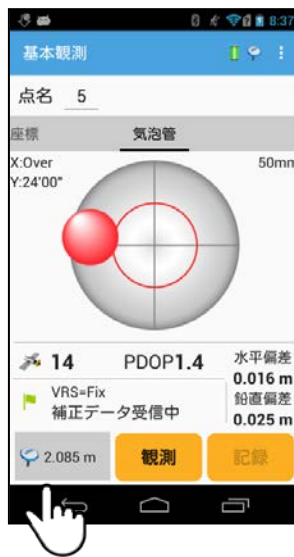 8:37
基本観測
点名 5
座標 気泡管
X:Over 50mm
Y:24'00"
14 PDOP1.4 水平偏差
0.016 m
VRS=Fix 鉛直偏差
補正データ受信中 0.025 m
2.085 m 観測 記録